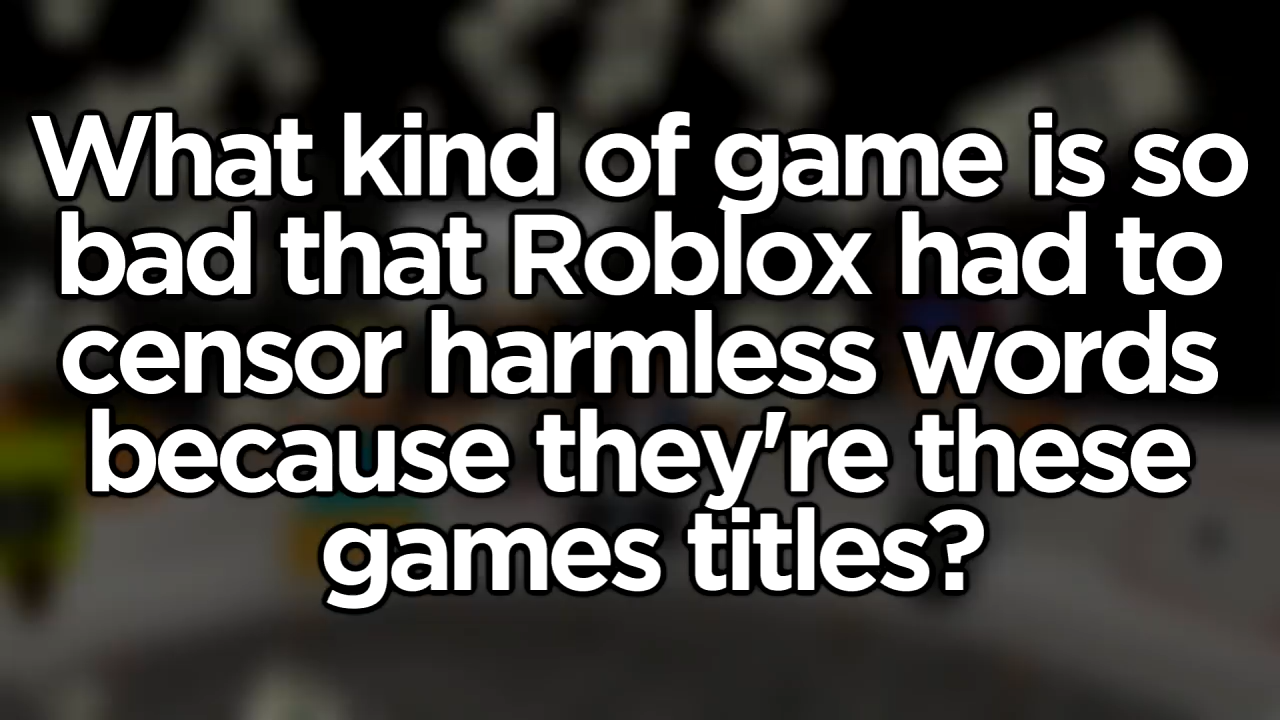 What kind of game is so
bad that Roblox had to
censor harmless words
because they're these
games titles?